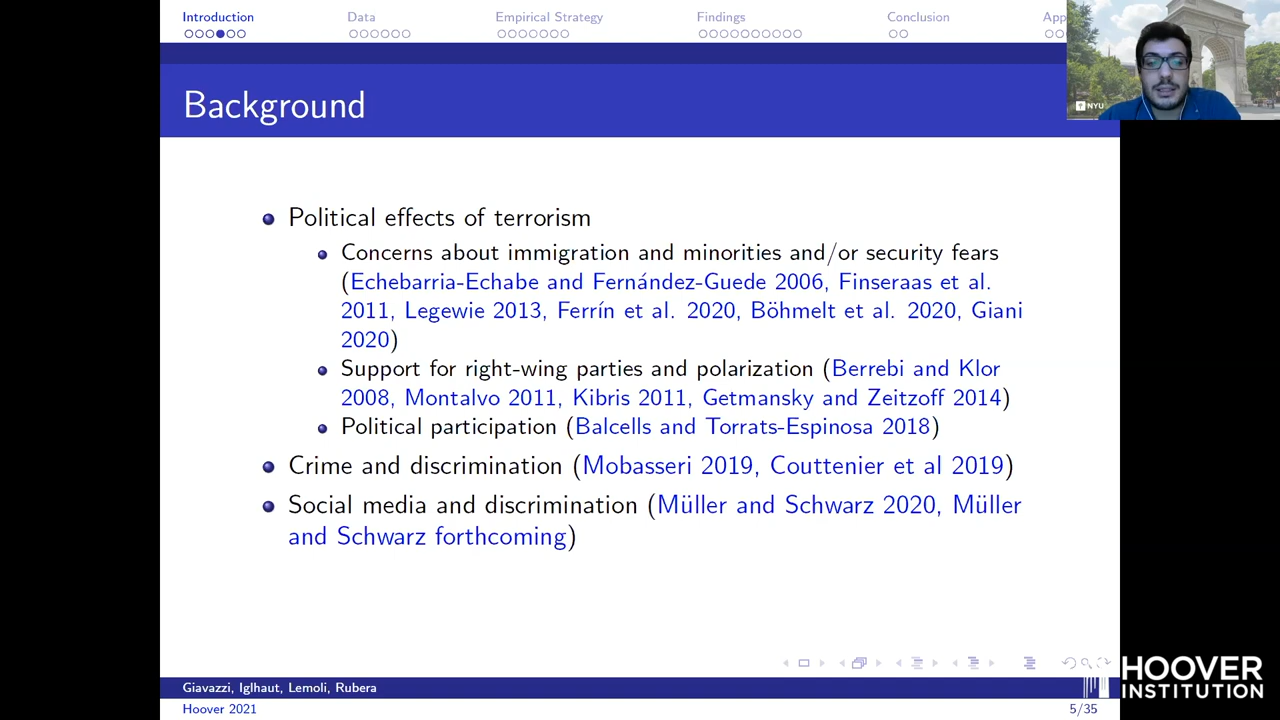 Introduction
Data
Empirical Strategy
Findings
Conclusion
App
NYU
Background
Political effects of terrorism
Concerns about immigration and minorities and/or security fears
(Echebarria-Echabe and Fernández-Guede 2006, Finseraas et al.
2011, Legewie 2013, Ferrín et al. 2020, Böhmelt et al. 2020, Giani
2020)
Support for right-wing parties and polarization (Berrebi and Klor
2008, Montalvo 2011, Kibris 2011, Getmansky and Zeitzoff 2014)
Political participation (Balcells and Torrats-Espinosa 2018)
Crime and discrimination (Mobasseri 2019, Couttenier et al 2019)
Social media and discrimination (Müller and Schwarz 2020, Müller
and Schwarz forthcoming)
Giavazzi, Iglhaut, Lemoli, Rubera
Hoover 2021
5/35
HOOVER
INSTITUTION